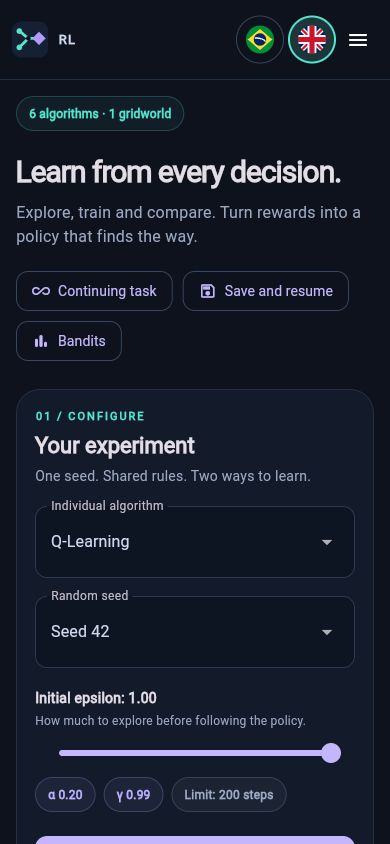 RL
6 algorithms · 1 gridworld
Learn from every decision.
Explore, train and compare. Turn rewards into a
policy that finds the way.
Continuing task
Save and resume
Bandits
01 / CONFIGURE
Your experiment
One seed. Shared rules. Two ways to learn.
Individual algorithm
Q-Learning
Random seed
Seed 42
Initial epsilon: 1.00
How much to explore before following the policy.
α 0.20
γ 0.99
Limit: 200 steps